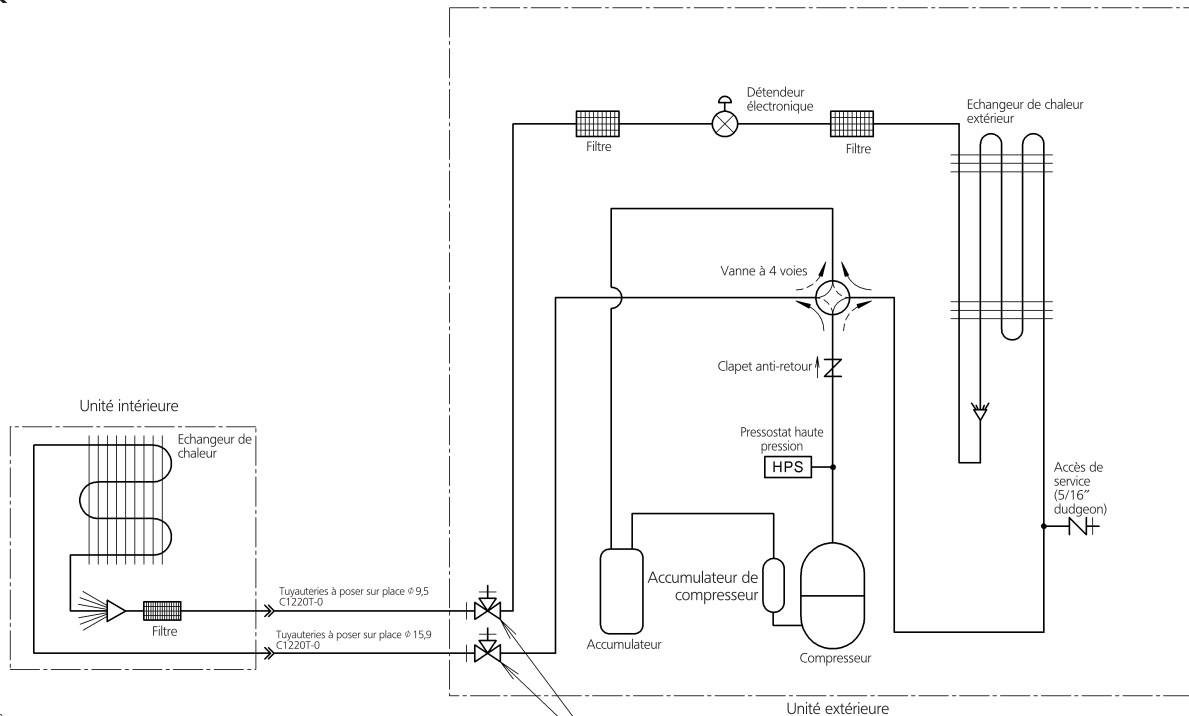 Détendeur
électronique
Echangeur de chaleur
extérieur
Filtre
Filtre
Vanne à 4 voies
Clapet anti-retour
Unité intérieure
Echangeur de
chaleur
Pressostat haute
pression
HPS
Accès de
service
(5/16″
dudgeon)
Accumulateur de
compresseur
Tuyauteries à poser sur place ϕ 9,5
C1220T-0
Filtre
Tuyauteries à poser sur place ϕ 15,9
C1220T-0
Accumulateur
Compresseur
Unité extérieure